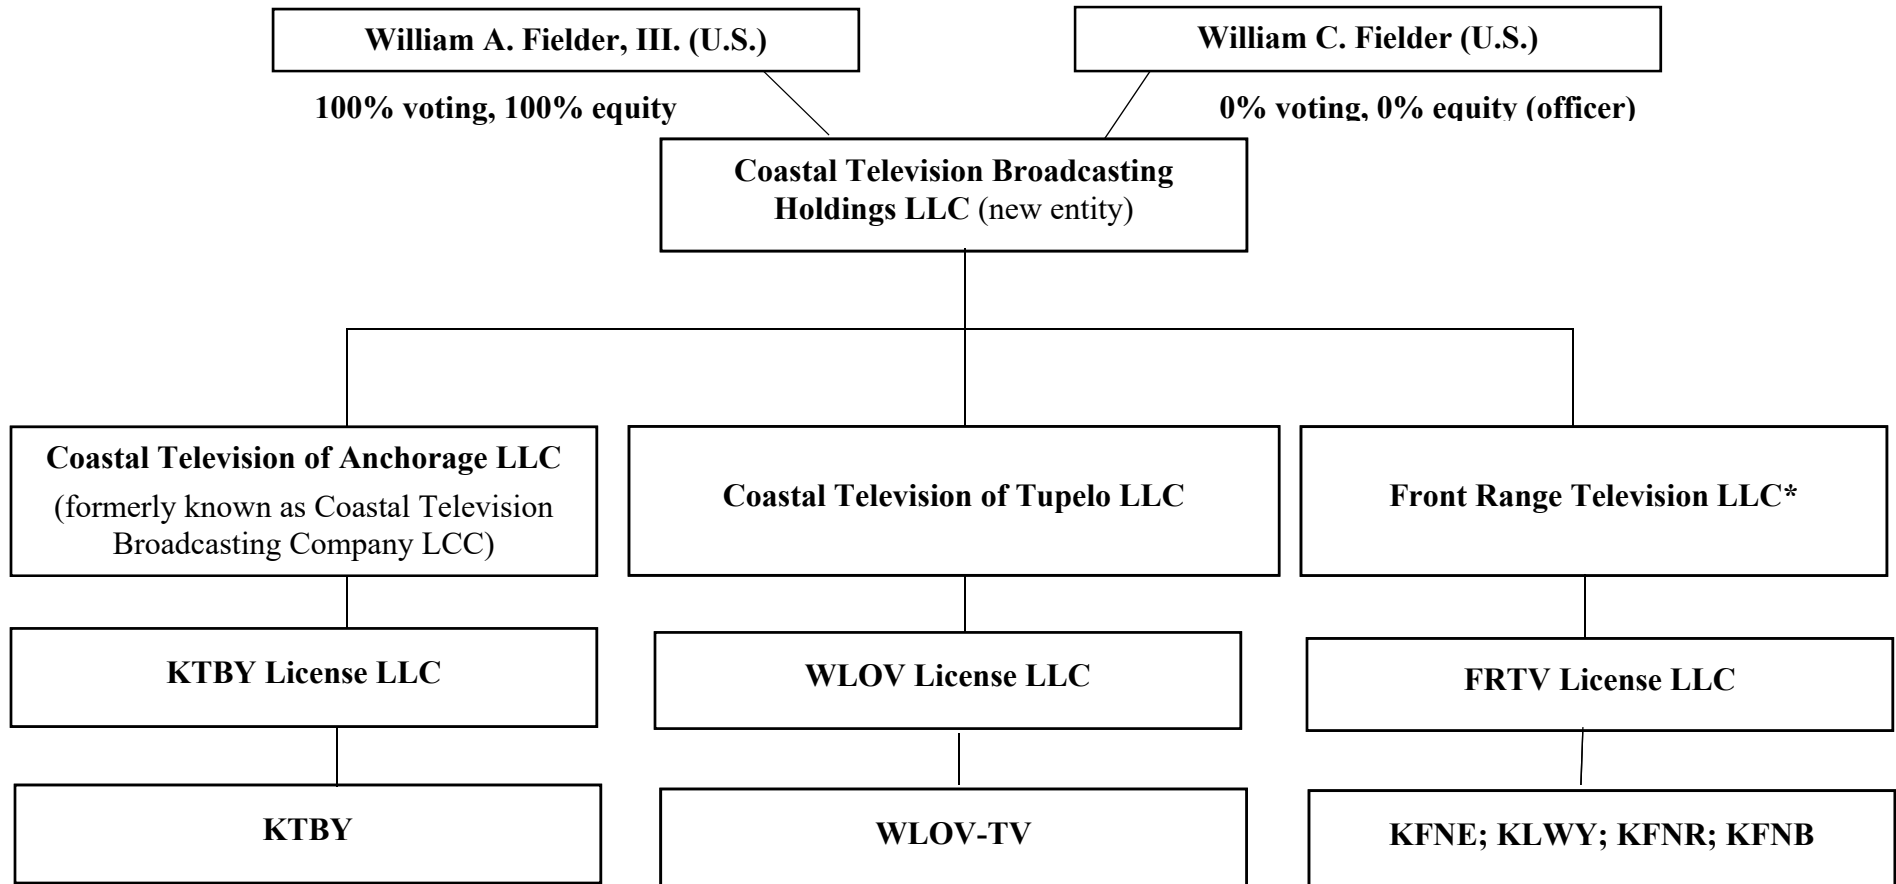 William A. Fielder, III. (U.S.)
William C. Fielder (U.S.)
100% voting, 100% equity
0% voting, 0% equity (officer)
Coastal Television Broadcasting
Holdings LLC (new entity)
Coastal Television of Anchorage LLC
(formerly known as Coastal Television
Broadcasting Company LCC)
Coastal Television of Tupelo LLC
Front Range Television LLC*
KTBY License LLC
WLOV License LLC
FRTV License LLC
KTBY
WLOV-TV
KFNE; KLWY; KFNR; KFNB